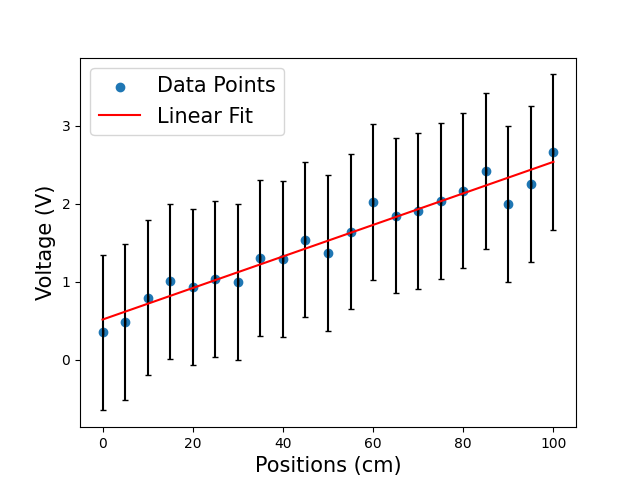 Data Points
Linear Fit
3
2
1
0
Voltage (V)
0 20 40 60 80 100
Positions (cm)